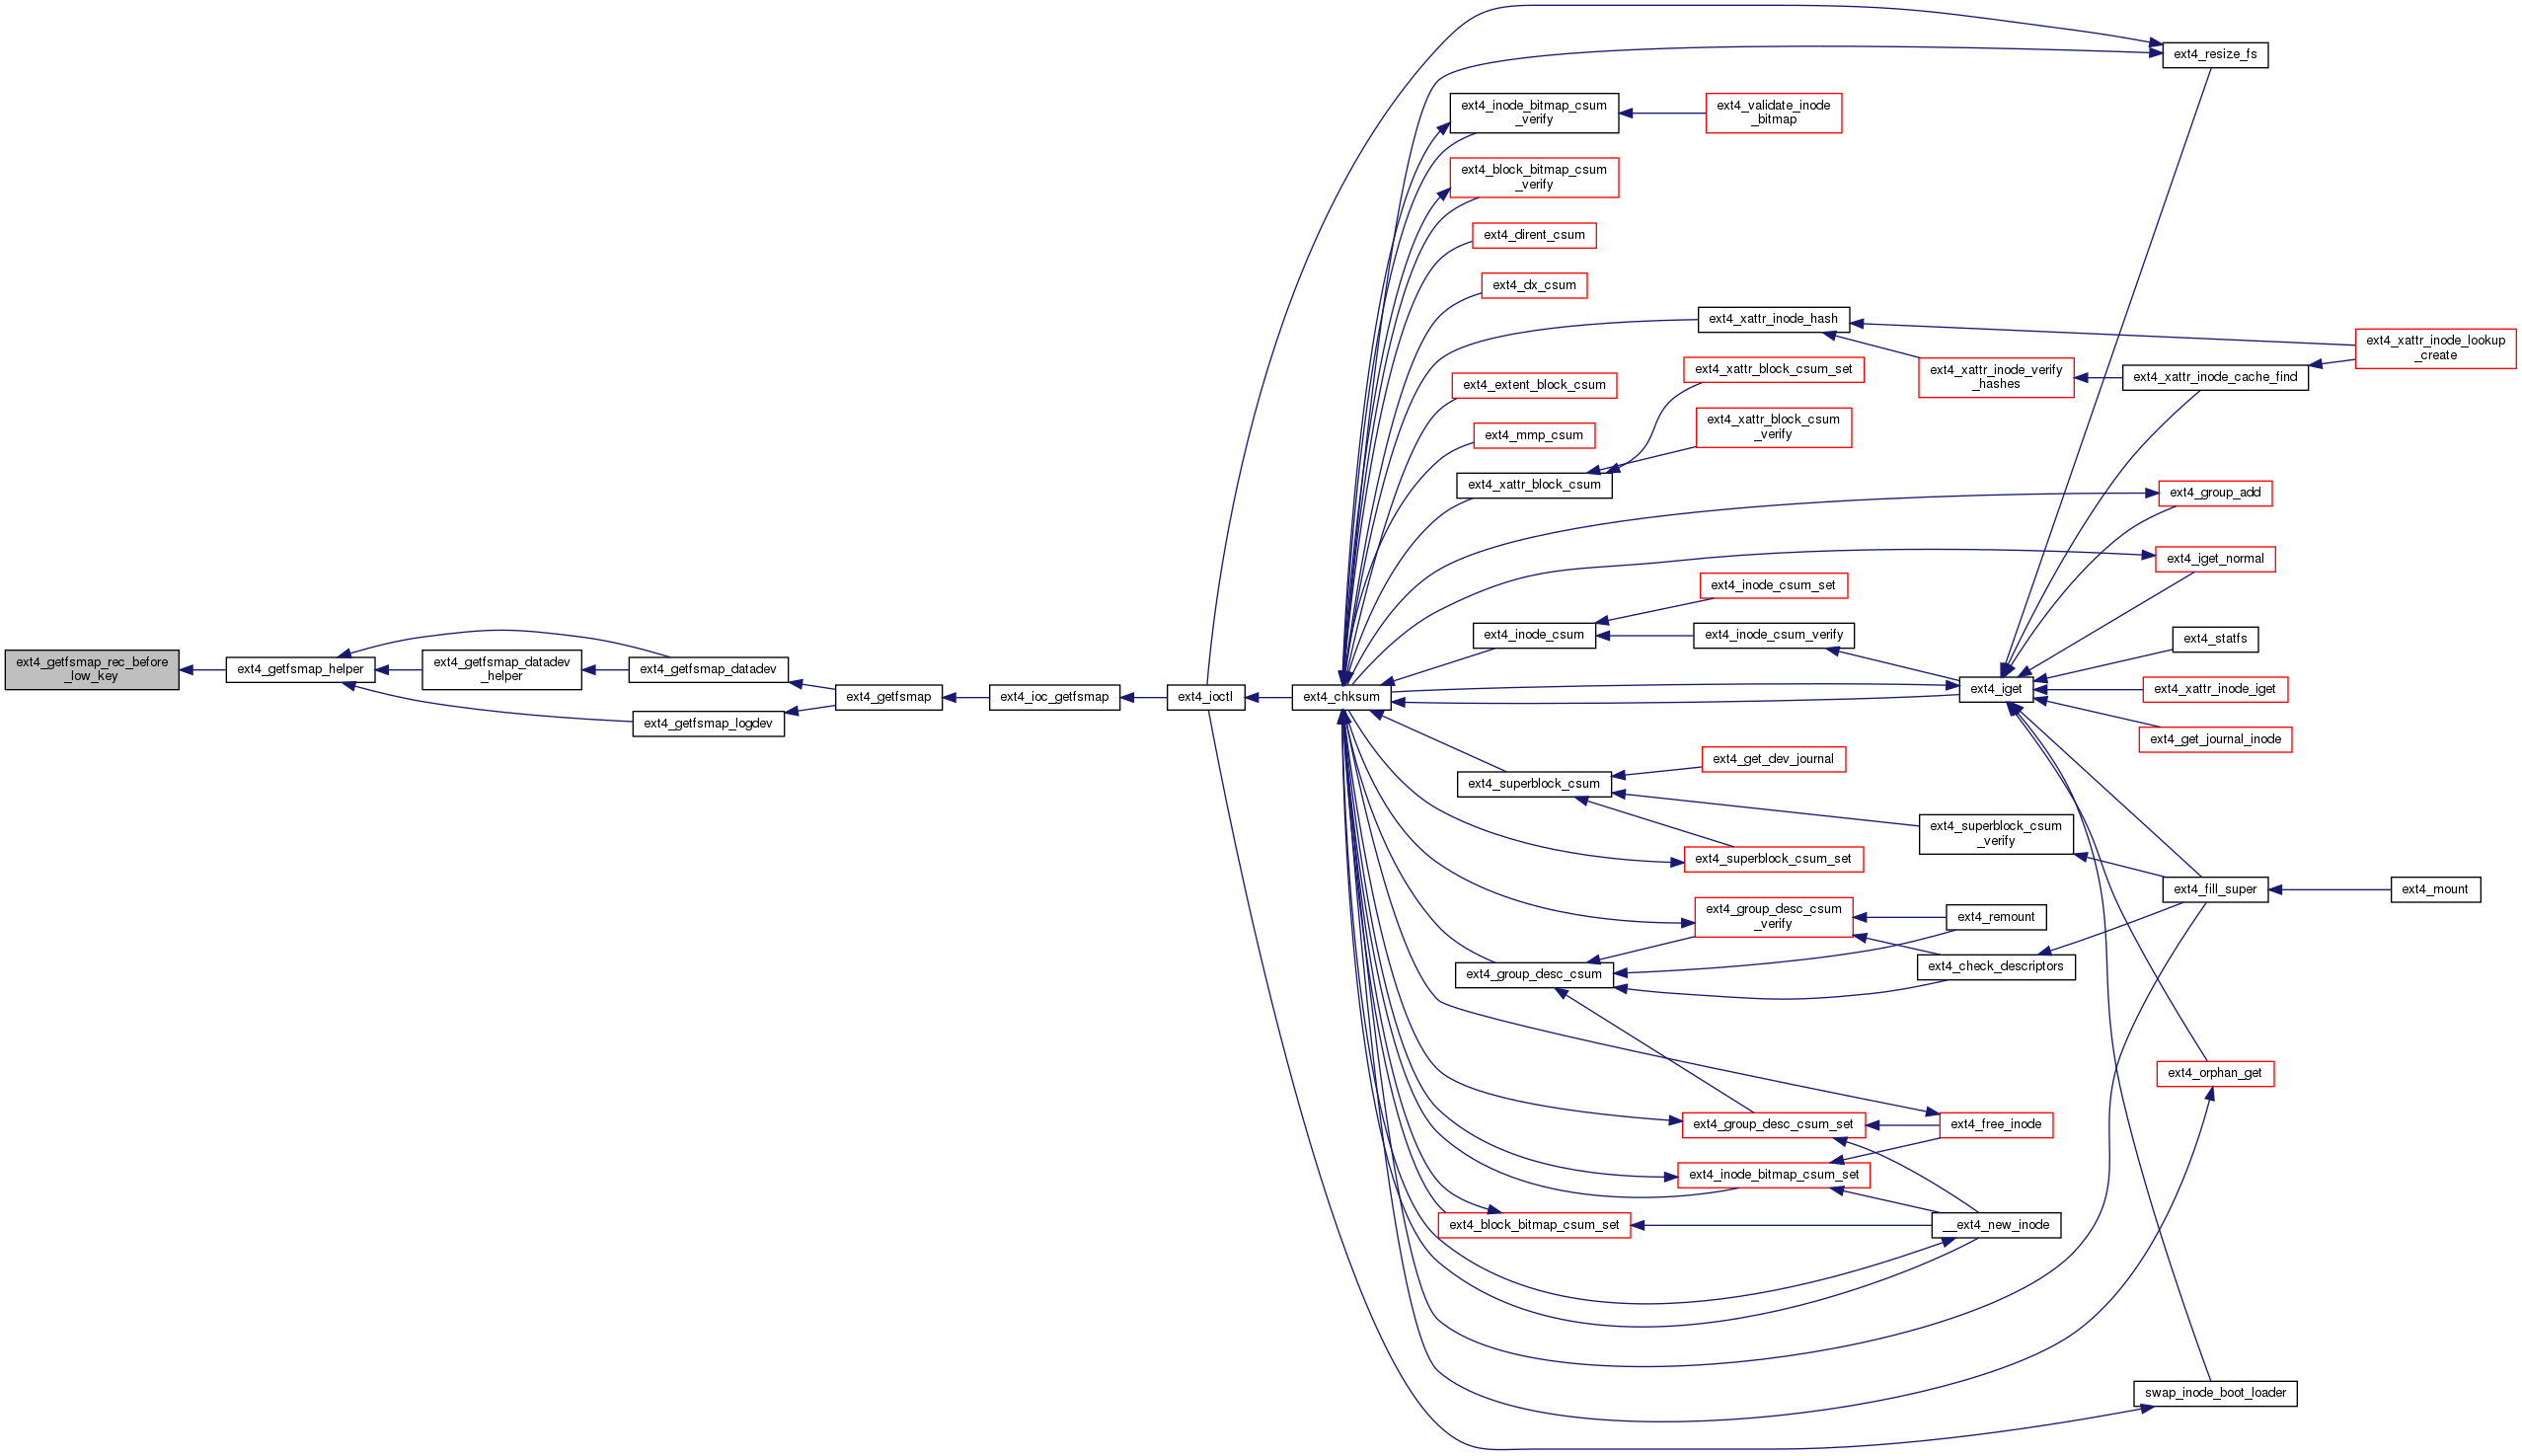 ext4_resize_fs
ext4_inode_bitmap_csum
_verify
ext4_validate_inode
_bitmap
ext4_block_bitmap_csum
_verify
ext4_dirent_csum
ext4_dx_csum
ext4_xattr_inode_hash
ext4_xattr_inode_lookup
_create
ext4_xattr_block_csum_set
ext4_xattr_inode_verify
_hashes
ext4_xattr_inode_cache_find
ext4_extent_block_csum
ext4_xattr_block_csum
_verify
ext4_mmp_csum
ext4_xattr_block_csum
ext4_group_add
ext4_iget_normal
ext4_inode_csum_set
ext4_inode_csum
ext4_inode_csum_verify
ext4_statfs
ext4_getfsmap_rec_before
_low_key
ext4_getfsmap_helper
ext4_getfsmap_datadev
_helper
ext4_getfsmap_datadev
ext4_getfsmap_logdev
ext4_getfsmap
ext4_ioc_getfsmap
ext4_ioctl
ext4_chksum
ext4_iget
ext4_xattr_inode_iget
ext4_get_journal_inode
ext4_get_dev_journal
ext4_superblock_csum
ext4_superblock_csum
_verify
ext4_superblock_csum_set
ext4_fill_super
ext4_mount
ext4_group_desc_csum
_verify
ext4_remount
ext4_group_desc_csum
ext4_check_descriptors
ext4_orphan_get
ext4_group_desc_csum_set
ext4_free_inode
ext4_inode_bitmap_csum_set
ext4_block_bitmap_csum_set
__ext4_new_inode
swap_inode_boot_loader